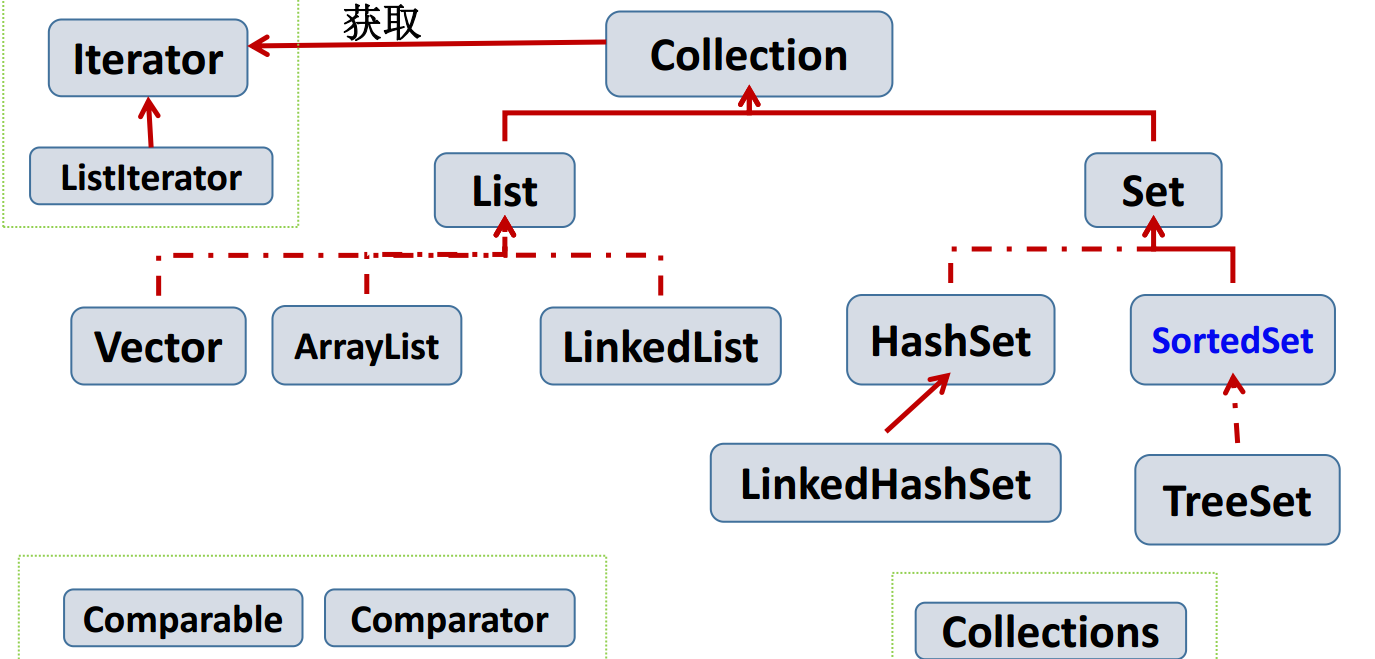 获取
Iterator
Collection
ListIterator
List
Set
Vector
ArrayList
LinkedList
HashSet
SortedSet
LinkedHashSet
TreeSet
Comparable
Comparator
Collections